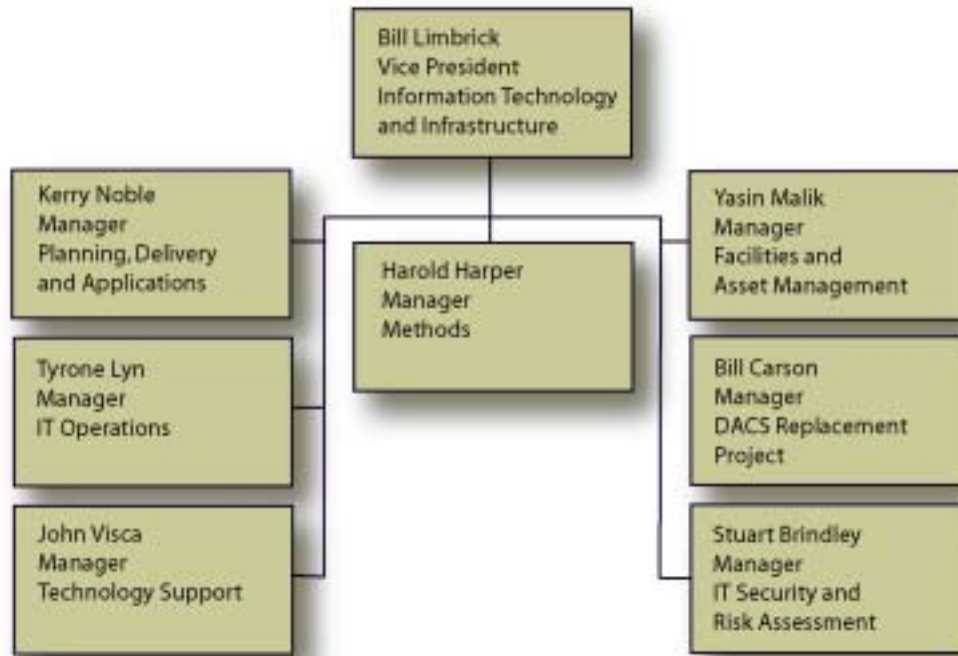 Bill Limbrick
Vice President
Information Technology
and Infrastructure
Kerry Noble
Manager
Planning, Delivery
and Applications
Harold Harper
Manager
Methods
Yasin Malik
Manager
Facilities and
Asset Management
Tyrone Lyn
Manager
IT Operations
Bill Carson
Manager
DACS Replacement
Project
John Visca
Manager
Technology Support
Stuart Brindley
Manager
IT Security and
Risk Assessment